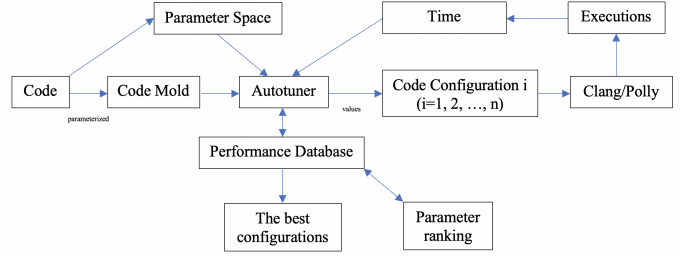 Parameter Space
Time
Executions
Code
Code Mold
Autotuner
Code Configuration i
(i=1, 2, …, n)
Clang/Polly
parameterized
values
Performance Database
The best
configurations
Parameter
ranking